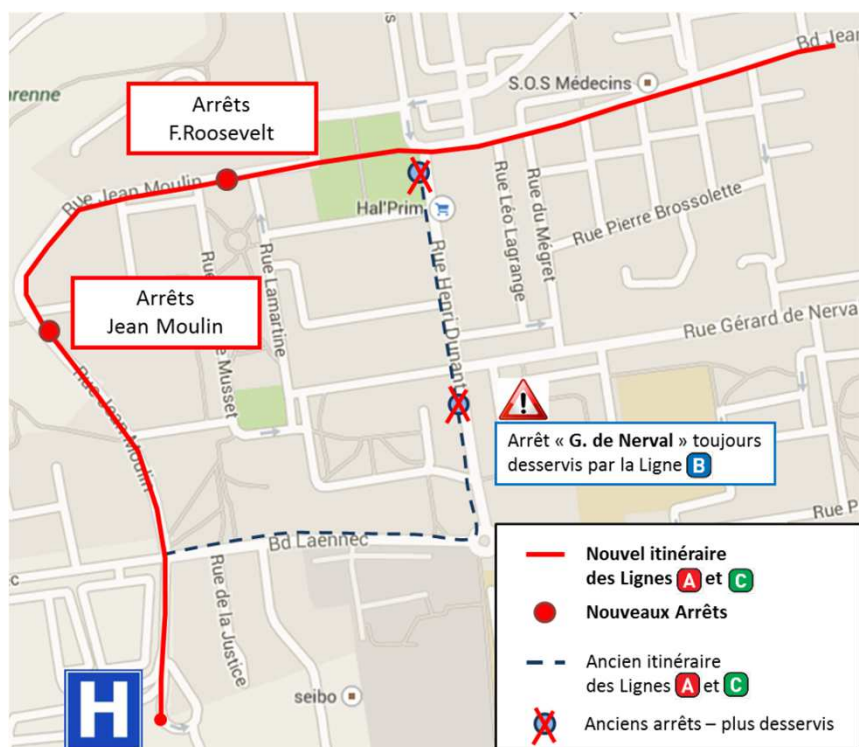 Bd Jean
arenne
S.O.S Médecins
Arrêts
F.Roosevelt
Rue Jean Moulin
Hal'Prim
Rue Léo Lagrange
Rue du Mégret
Rue Pierre Brossolette
Rue Lamartine
Rue Henri Dunant
Arrêts
Jean Moulin
Rue Gérard de Nerval
Musset
Rue Jean Moulin
Arrêt « G. de Nerval » toujours
desservis par la Ligne B
Rue P
Bd Laennec
ec
Rue de la Justice
seibo
H
Nouvel itinéraire
des Lignes A et C
Nouveaux Arrêts
Ancien itinéraire
des Lignes A et C
Anciens arrêts – plus desservis